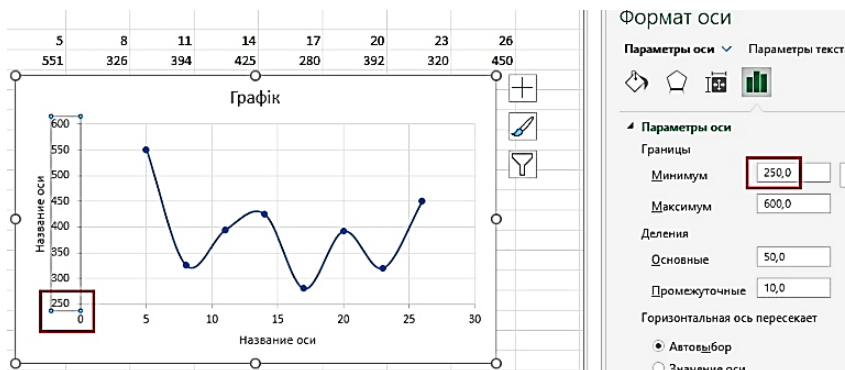 5 8 11 14 17 20 23 26
551 326 394 425 280 392 320 450
Графік
600
550
500
450
400
350
300
250
Название оси
0 5 10 15 20 25 30
Название оси
Формат оси
Параметры оси Параметры текст
Параметры оси
Границы
Минимум 250,0
Максимум 600,0
Деления
Основные 50,0
Промежуточные 10,0
Горизонтальная ось пересекает
Автовыбор
Значение оси